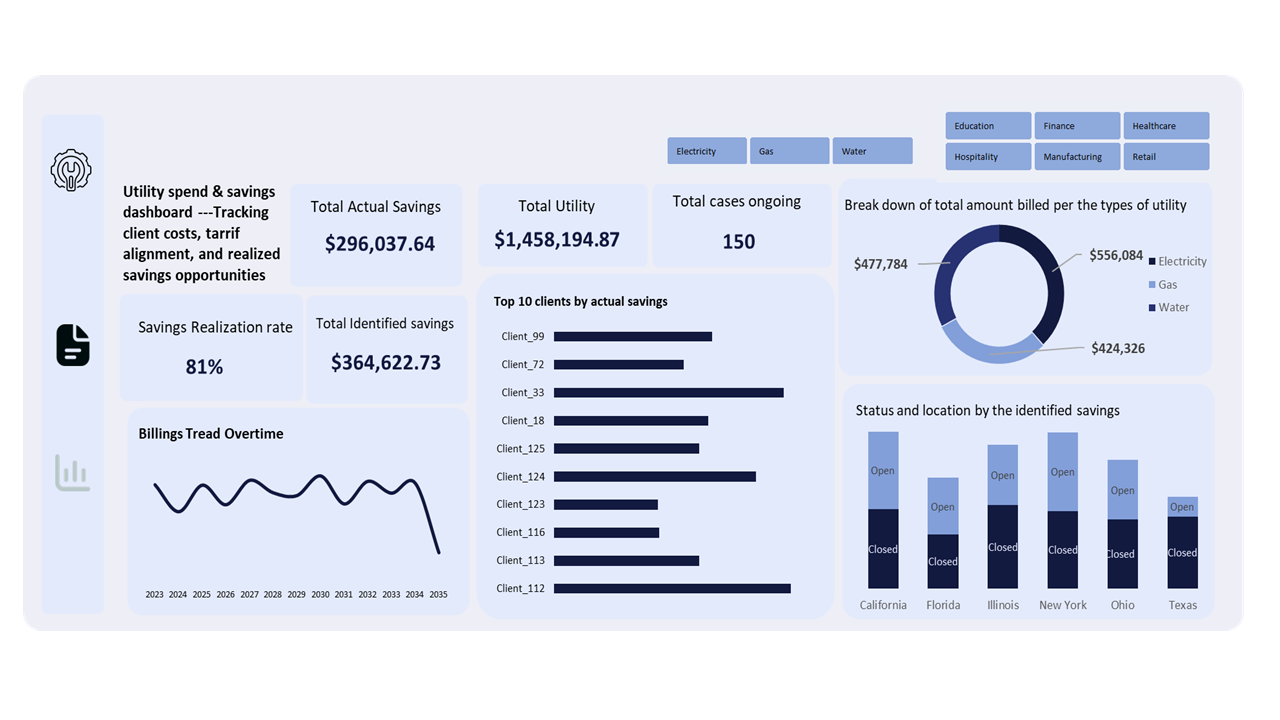 Electricity
Gas
Water
Education
Finance
Healthcare
Hospitality
Manufacturing
Retail
Utility spend & savings
dashboard ---Tracking
client costs, tarrif
alignment, and realized
savings opportunities
Total Actual Savings
$296,037.64
Total Utility
$1,458,194.87
Total cases ongoing
150
Savings Realization rate
81%
Total Identified savings
$364,622.73
Billings Tread Overtime
2023 2024 2025 2026 2027 2028 2029 2030 2031 2032 2033 2034 2035
Top 10 clients by actual savings
Client_99
Client_72
Client_33
Client_18
Client_125
Client_124
Client_123
Client_116
Client_113
Client_112
Break down of total amount billed per the types of utility
$477,784
$556,084
$424,326
Electricity
Gas
Water
Status and location by the identified savings
Open Open Open Open Open Open
Closed Closed Closed Closed Closed Closed
California Florida Illinois New York Ohio Texas